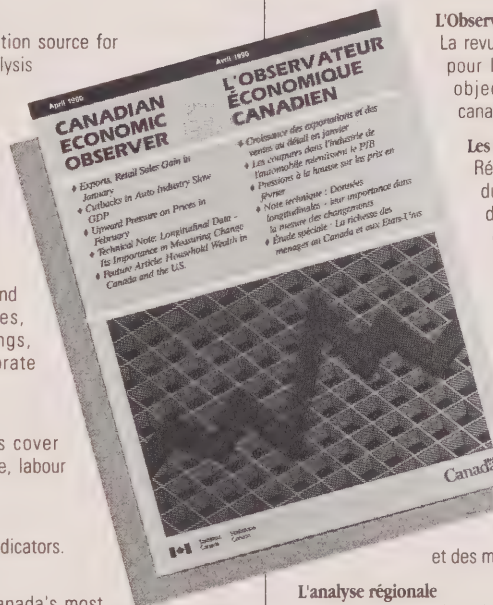 tion source for
lysis
nd
es,
ngs,
orate
s cover
e, labour
dicators.
anada's most
April 1990
CANADIAN
ECONOMIC
OBSERVER
♦ Exports, Retail Sales Gain in
January
♦ Cutbacks in Auto Industry Slow
GDP
♦ Upward Pressure on Prices in
February
♦ Technical Note: Longitudinal Data -
Its Importance in Measuring Change
♦ Feature Article: Household Wealth in
Canada and the U.S.
Avril 1990
L'OBSERVATEUR
ÉCONOMIQUE
CANADIEN
♦ Croissance des exportations et des
ventes au détail en janvier
♦ Les coupures dans l'industrie de
l'automobile ralentissent le PIB
♦ Pressions à la hausse sur les prix en
février
♦ Note technique : Données
longitudinales - leur importance dans
la mesure des changements
♦ Étude spéciale : La richesse des
ménages au Canada et aux États-Unis
Statistics Canada
Statistique Canada
Canada
L'Observ
La revu
pour l
objec
cana
Les
Ré
du
d
et des m
L'analyse régionale